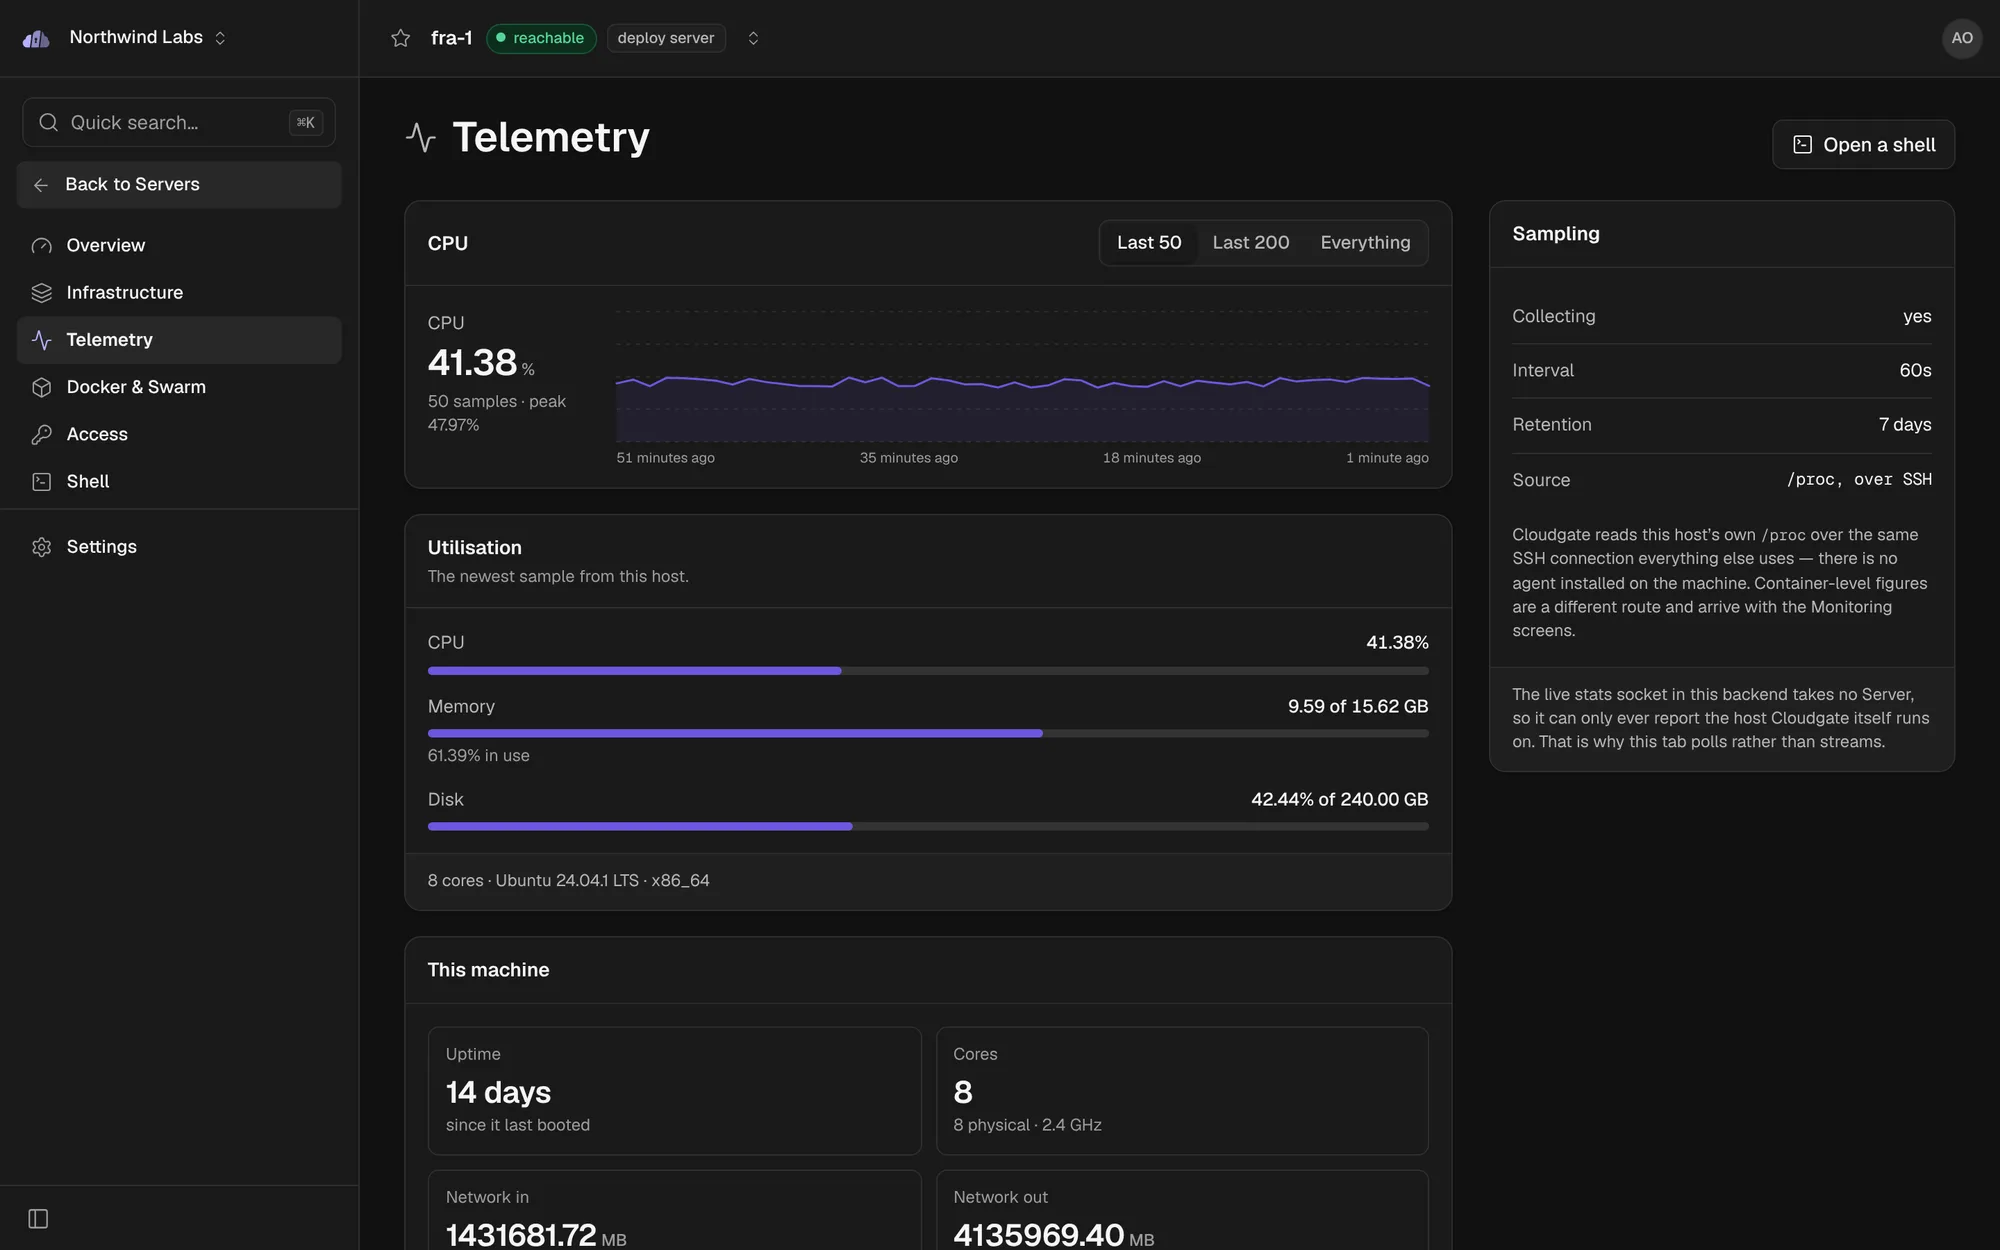 Northwind Labs
fra-1
reachable
deploy server
AO
Quick search...
⌘K
Back to Servers
Overview
Infrastructure
Telemetry
Docker & Swarm
Access
Shell
Settings
Telemetry
Open a shell
CPU
Last 50
Last 200
Everything
CPU
41.38 %
50 samples · peak
47.97%
51 minutes ago
35 minutes ago
18 minutes ago
1 minute ago
Utilisation
The newest sample from this host.
CPU
41.38%
Memory
9.59 of 15.62 GB
61.39% in use
Disk
42.44% of 240.00 GB
8 cores · Ubuntu 24.04.1 LTS · x86_64
This machine
Uptime
14 days
since it last booted
Cores
8
8 physical · 2.4 GHz
Network in
1431681.72 MB
Network out
4135969.40 MB
Sampling
Collecting
yes
Interval
60s
Retention
7 days
Source
/proc, over SSH
Cloudgate reads this host's own /proc over the same
SSH connection everything else uses — there is no
agent installed on the machine. Container-level figures
are a different route and arrive with the Monitoring
screens.
The live stats socket in this backend takes no Server,
so it can only ever report the host Cloudgate itself runs
on. That is why this tab polls rather than streams.